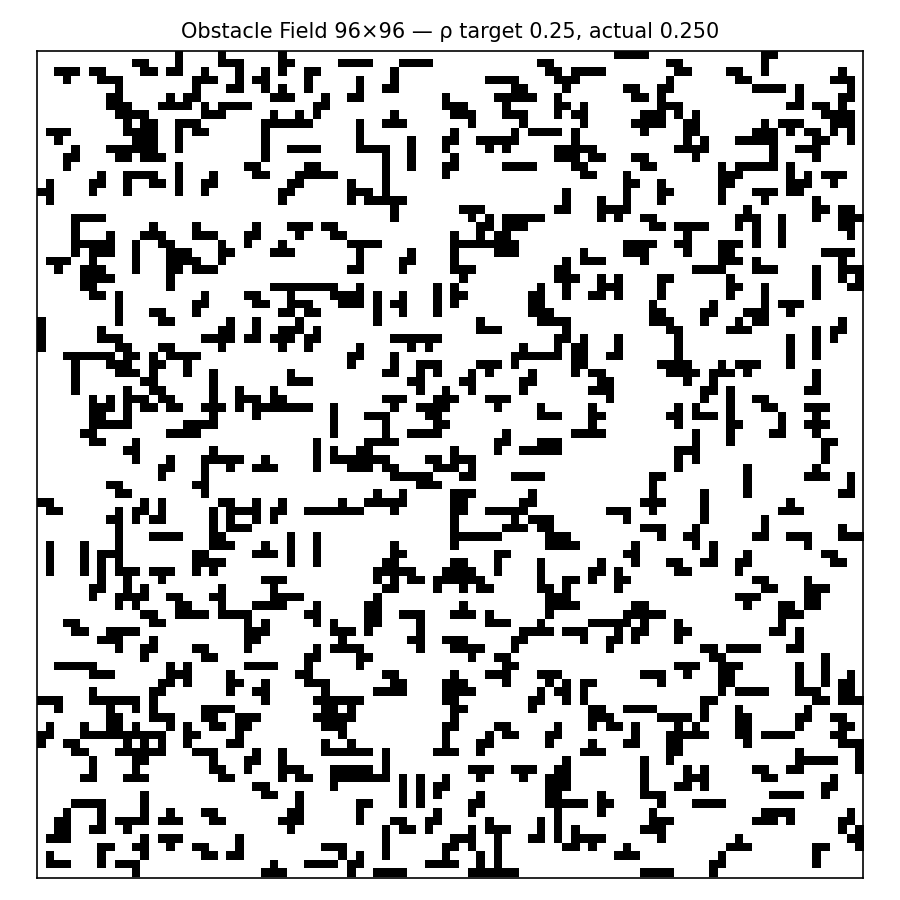 Obstacle Field 96×96 — ρ target 0.25, actual 0.250